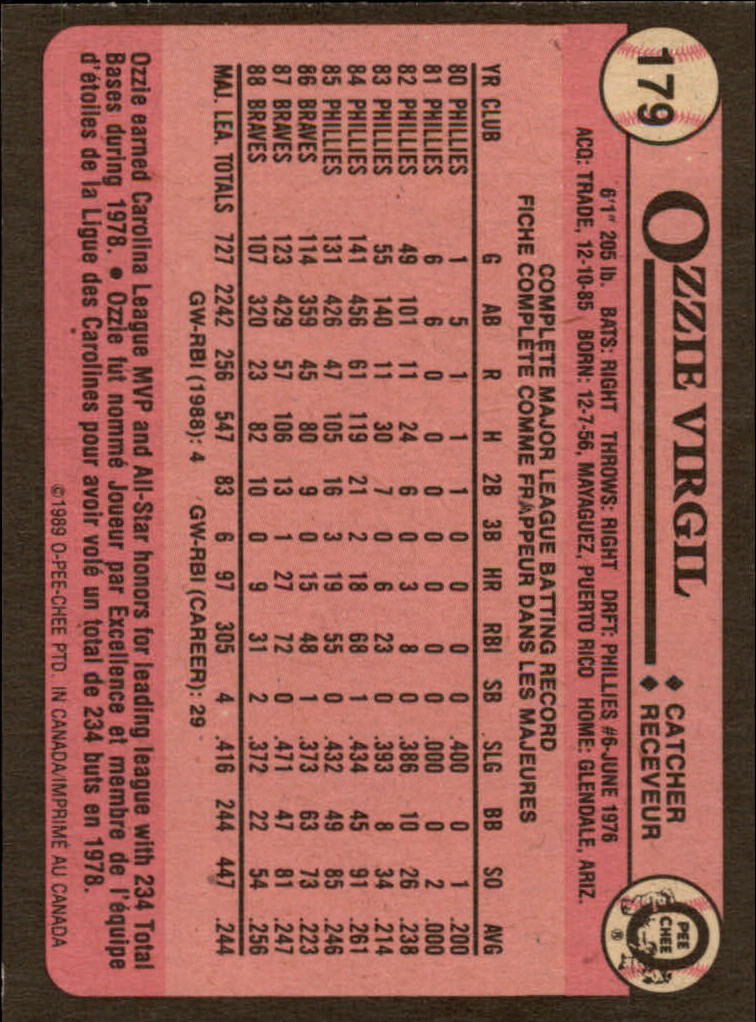 179
OZZIE VIRGIL
♦ CATCHER
♦ RECEVEUR
O
PEE
CHEE
®
6'1" 205 lb. BATS: RIGHT THROWS: RIGHT DRFT: PHILLIES #6-JUNE 1976
ACQ: TRADE, 12-10-85 BORN: 12-7-56, MAYAGUEZ, PUERTO RICO HOME: GLENDALE, ARIZ.
COMPLETE MAJOR LEAGUE BATTING RECORD
FICHE COMPLÈTE COMME FRAPPEUR DANS LES MAJEURES
YR CLUB G AB R H 2B 3B HR RBI SB SLG BB SO AVG
80 PHILLIES 1 5 1 1 1 0 0 0 0 .400 0 1 .200
81 PHILLIES 6 6 0 0 0 0 0 0 0 .000 0 2 .000
82 PHILLIES 49 101 11 24 6 0 3 8 0 .386 10 26 .238
83 PHILLIES 55 140 11 30 7 0 6 23 0 .393 8 34 .214
84 PHILLIES 141 456 61 119 21 2 18 68 1 .434 45 91 .261
85 PHILLIES 131 426 47 105 16 3 19 55 0 .432 49 85 .246
86 BRAVES 114 359 45 80 9 0 15 48 1 .373 63 73 .223
87 BRAVES 123 429 57 106 13 1 27 72 0 .471 47 81 .247
88 BRAVES 107 320 23 82 10 0 9 31 2 .372 22 54 .256
MAJ. LEA. TOTALS 727 2242 256 547 83 6 97 305 4 .416 244 447 .244
GW-RBI (1988): 4 GW-RBI (CAREER): 29
Ozzie earned Carolina League MVP and All-Star honors for leading league with 234 Total
Bases during 1978. ● Ozzie fut nommé Joueur par Excellence et membre de l'équipe
d'étoiles de la Ligue des Carolines pour avoir volé un total de 234 buts en 1978.
©1989 O-PEE-CHEE PTD. IN CANADA/IMPRIMÉ AU CANADA